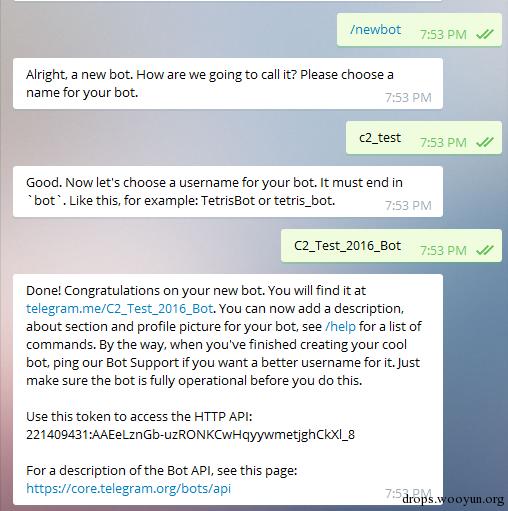 /newbot
7:53 PM
Alright, a new bot. How are we going to call it? Please choose a
name for your bot.
7:53 PM
c2_test
7:53 PM
Good. Now let's choose a username for your bot. It must end in
`bot`. Like this, for example: TetrisBot or tetris_bot.
7:53 PM
C2_Test_2016_Bot
7:53 PM
Done! Congratulations on your new bot. You will find it at
telegram.me/C2_Test_2016_Bot. You can now add a description,
about section and profile picture for your bot, see /help for a list of
commands. By the way, when you've finished creating your cool
bot, ping our Bot Support if you want a better username for it. Just
make sure the bot is fully operational before you do this.
Use this token to access the HTTP API:
221409431:AAEeLznGb-uzRONKCwHqyywmetjghCkXl_8
For a description of the Bot API, see this page:
https://core.telegram.org/bots/api
7:53 PM
drops.wooyun.org